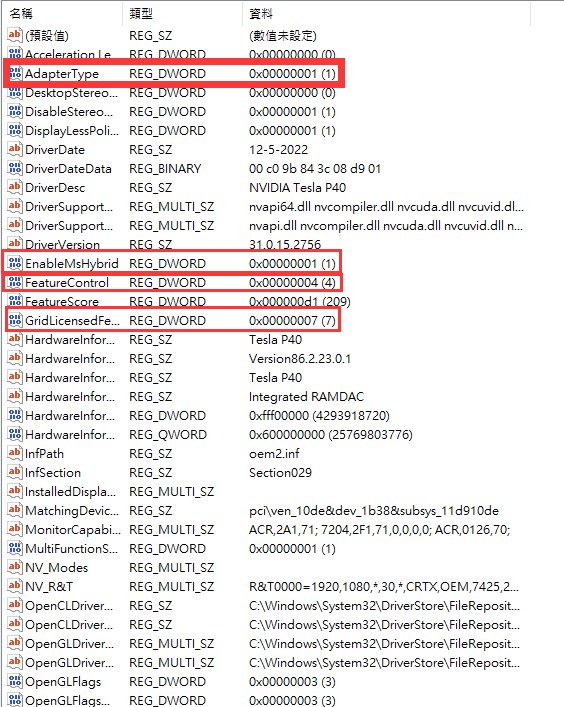 名稱 類型 資料
(預設值) REG_SZ (數值未設定)
Acceleration.Le... REG_DWORD 0x00000000 (0)
AdapterType REG_DWORD 0x00000001 (1)
DesktopStereo... REG_DWORD 0x00000000 (0)
DisableStereo... REG_DWORD 0x00000001 (1)
DisplayLessPoli... REG_DWORD 0x00000001 (1)
DriverDate REG_SZ 12-5-2022
DriverDateData REG_BINARY 00 c0 9b 84 3c 08 d9 01
DriverDesc REG_SZ NVIDIA Tesla P40
DriverSupport... REG_MULTI_SZ nvapi64.dll nvcompiler.dll nvcuda.dll nvcuvid.dll...
DriverSupport... REG_MULTI_SZ nvapi.dll nvcompiler.dll nvcuda.dll nvcuvid.dll n...
DriverVersion REG_SZ 31.0.15.2756
EnableMsHybrid REG_DWORD 0x00000001 (1)
FeatureControl REG_DWORD 0x00000004 (4)
FeatureScore REG_DWORD 0x000000d1 (209)
GridLicensedFe... REG_DWORD 0x00000007 (7)
HardwareInfor... REG_SZ Tesla P40
HardwareInfor... REG_SZ Version86.2.23.0.1
HardwareInfor... REG_SZ Tesla P40
HardwareInfor... REG_SZ Integrated RAMDAC
HardwareInfor... REG_DWORD 0xfff00000 (4293918720)
HardwareInfor... REG_QWORD 0x600000000 (25769803776)
InfPath REG_SZ oem2.inf
InfSection REG_SZ Section029
InstalledDispla... REG_MULTI_SZ
MatchingDevic... REG_SZ pci\ven_10de&dev_1b38&subsys_11d910de
MonitorCapabi... REG_MULTI_SZ ACR,2A1,71; 7204,2F1,71,0,0,0,0; ACR,0126,70;
MultiFunctionS... REG_DWORD 0x00000001 (1)
NV_Modes REG_MULTI_SZ
NV_R&T REG_MULTI_SZ R&T0000=1920,1080,*,30,*,CRTX,OEM,7425,2...
OpenCLDriver... REG_SZ C:\Windows\System32\DriverStore\FileReposit...
OpenCLDriver... REG_SZ C:\Windows\System32\DriverStore\FileReposit...
OpenGLDriver... REG_MULTI_SZ C:\Windows\System32\DriverStore\FileReposit...
OpenGLDriver... REG_MULTI_SZ C:\Windows\System32\DriverStore\FileReposit...
OpenGLFlags REG_DWORD 0x00000003 (3)
OpenGLFlags... REG_DWORD 0x00000003 (3)